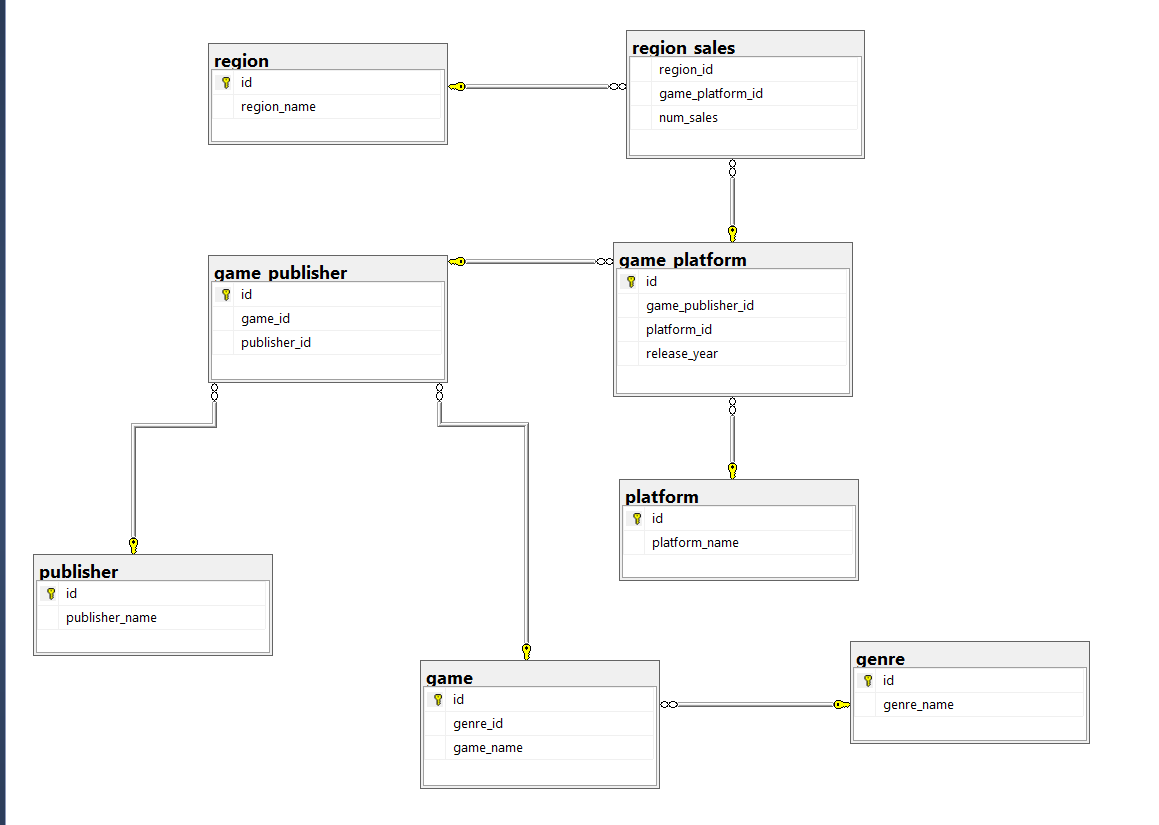 region
id
region_name
region_sales
region_id
game_platform_id
num_sales
game_publisher
id
game_id
publisher_id
game_platform
id
game_publisher_id
platform_id
release_year
platform
id
platform_name
publisher
id
publisher_name
game
id
genre_id
game_name
genre
id
genre_name